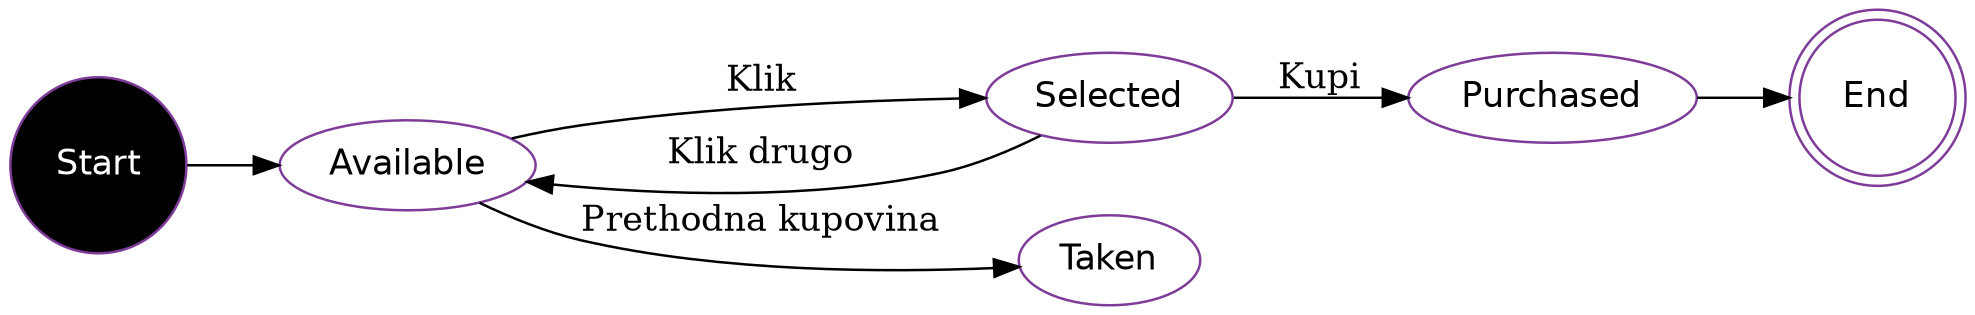 Start
Available
Klik
Klik drugo
Prethodna kupovina
Selected
Taken
Kupi
Purchased
End